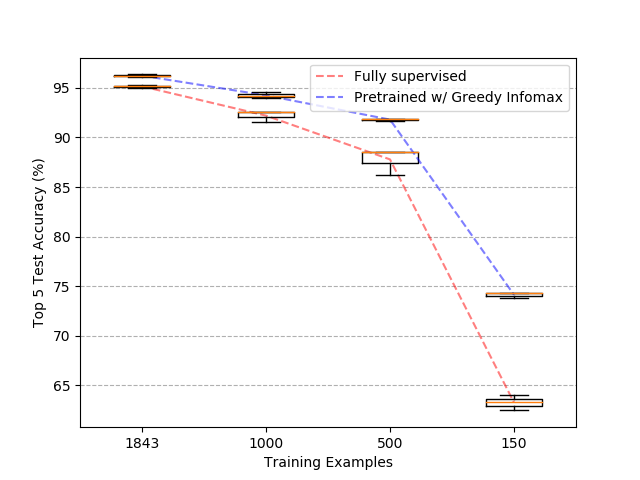 Fully supervised
Pretrained w/ Greedy Infomax
95
90
85
80
75
70
65
Top 5 Test Accuracy (%)
1843 1000 500 150
Training Examples